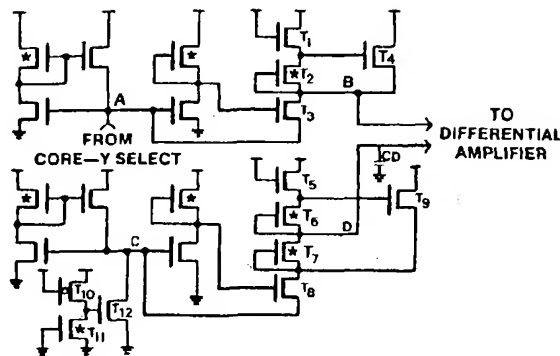 T1
T4
*
*
T2
*
B
A
T3
FROM
CORE-Y SELECT
TO
DIFFERENTIAL
AMPLIFIER
CD
T5
T9
*
*
T6
*
D
T7
*
C
T8
T10
T12
T11
*